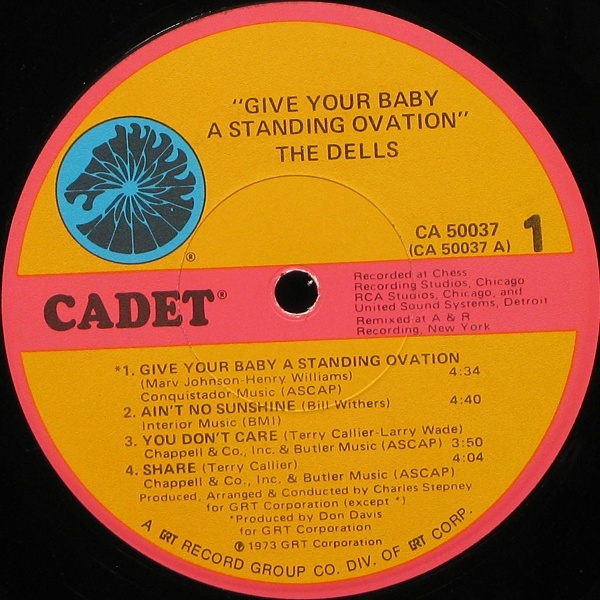 "GIVE YOUR BABY
A STANDING OVATION"
THE DELLS
CA 50037
(CA 50037 A)
1
®
CADET®
Recorded at Chess
Recording Studios, Chicago
RCA Studios, Chicago, and
United Sound Systems, Detroit
Remixed at A & R
Recording, New York
*1. GIVE YOUR BABY A STANDING OVATION
(Marv Johnson-Henry Williams) 4:34
Conquistador Music (ASCAP)
2. AIN'T NO SUNSHINE (Bill Withers) 4:40
Interior Music (BMI)
3. YOU DON'T CARE (Terry Callier-Larry Wade)
Chappell & Co., Inc. & Butler Music (ASCAP) 3:50
4. SHARE (Terry Callier) 4:04
Chappell & Co., Inc. & Butler Music (ASCAP)
Produced, Arranged & Conducted by Charles Stepney
for GRT Corporation (except *)
*Produced by Don Davis
for GRT Corporation
℗ 1973 GRT Corporation
A GRT RECORD GROUP CO. DIV. OF GRT CORP.